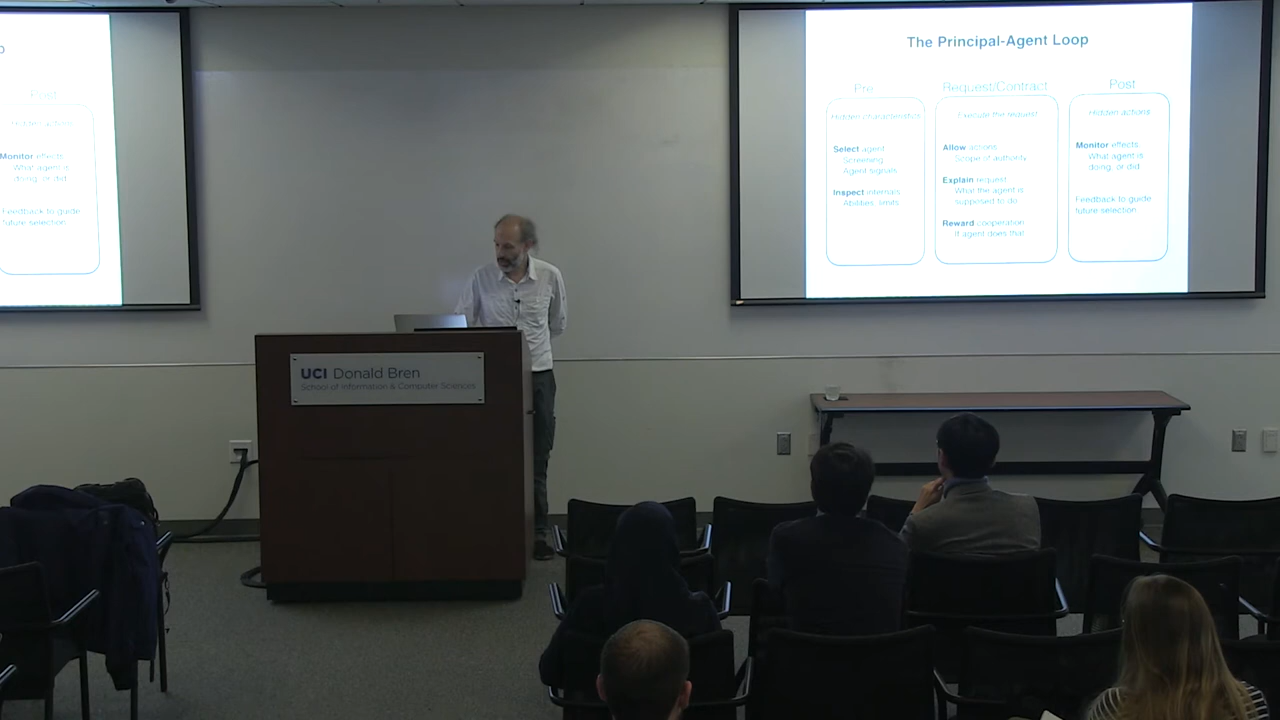 p
Post
Hidden actions
Monitor effects
What agent is
doing, or did
Feedback to guide
future selection
The Principal-Agent Loop
Pre
Hidden characteristics
Select agent
Screening
Agent signals
Inspect internals
Abilities, limits
Request/Contract
Execute the request
Allow actions
Scope of authority
Explain request
What the agent is
supposed to do
Reward cooperation
If agent does that
Post
Hidden actions
Monitor effects
What agent is
doing, or did
Feedback to guide
future selection
UCI Donald Bren
School of Information & Computer Sciences